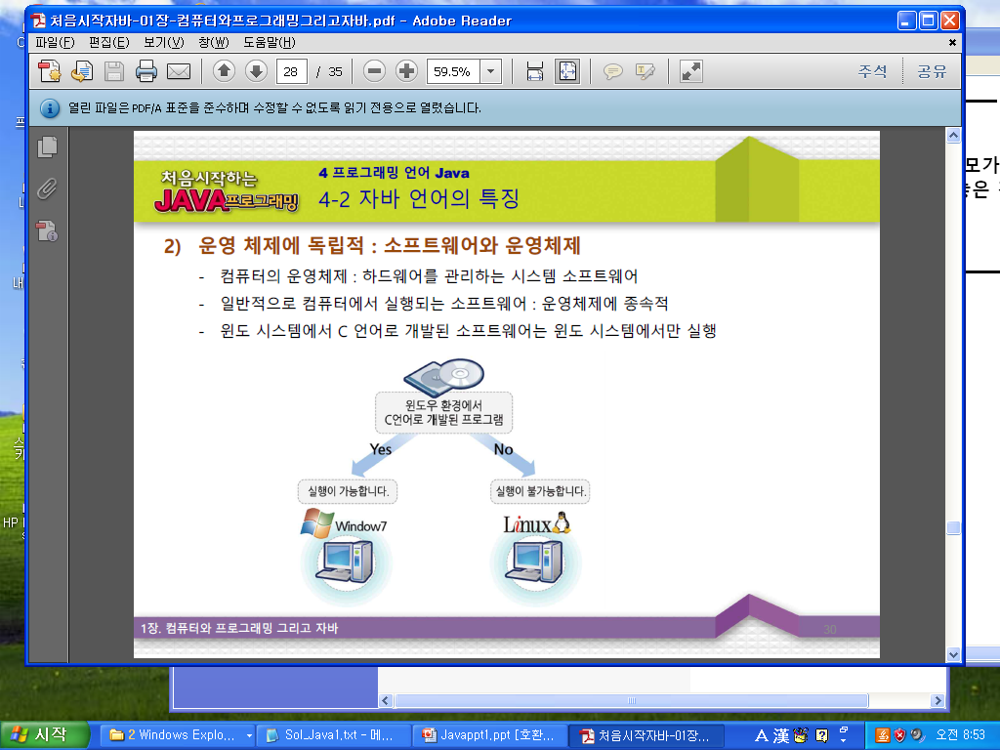 처음시작자바-01장-컴퓨터와프로그래밍그리고자바.pdf - Adobe Reader
파일(F) 편집(E) 보기(V) 창(W) 도움말(H)
28 / 35 59.5% 주석 공유
열린 파일은 PDF/A 표준을 준수하며 수정할 수 없도록 읽기 전용으로 열렸습니다.
처음시작하는
JAVA프로그래밍
4 프로그래밍 언어 Java
4-2 자바 언어의 특징
2) 운영 체제에 독립적 : 소프트웨어와 운영체제
- 컴퓨터의 운영체제 : 하드웨어를 관리하는 시스템 소프트웨어
- 일반적으로 컴퓨터에서 실행되는 소프트웨어 : 운영체제에 종속적
- 윈도 시스템에서 C 언어로 개발된 소프트웨어는 윈도 시스템에서만 실행
윈도우 환경에서
C언어로 개발된 프로그램
Yes No
실행이 가능합니다. 실행이 불가능합니다.
Window7 Linux
1장. 컴퓨터와 프로그래밍 그리고 자바 30
모가
은
HP
시작 2 Windows Explo... Sol_Java1.txt - 메... Javappt1.ppt [호환... 처음시작자바-01장... A 漢 오전 8:53